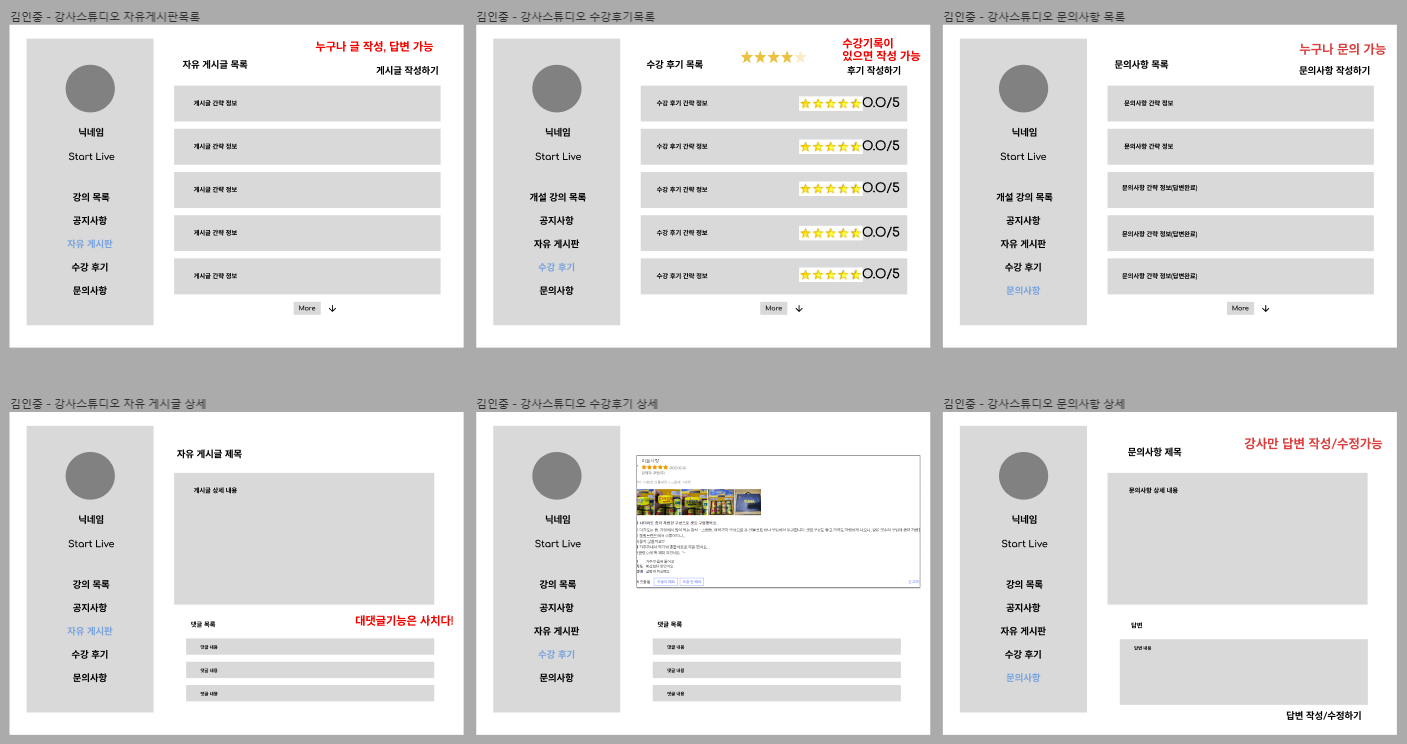 김인중 - 강사스튜디오 자유게시판목록
누구나 글 작성, 답변 가능
자유 게시글 목록
게시글 작성하기
닉네임
Start Live
강의 목록
공지사항
자유 게시판
수강 후기
문의사항
게시글 간략 정보
게시글 간략 정보
게시글 간략 정보
게시글 간략 정보
게시글 간략 정보
More
김인중 - 강사스튜디오 수강후기목록
수강기록이
있으면 작성 가능
수강 후기 목록
후기 작성하기
닉네임
Start Live
개설 강의 목록
공지사항
자유 게시판
수강 후기
문의사항
수강 후기 간략 정보 0.0/5
수강 후기 간략 정보 0.0/5
수강 후기 간략 정보 0.0/5
수강 후기 간략 정보 0.0/5
수강 후기 간략 정보 0.0/5
More
김인중 - 강사스튜디오 문의사항 목록
누구나 문의 가능
문의사항 목록
문의사항 작성하기
닉네임
Start Live
개설 강의 목록
공지사항
자유 게시판
수강 후기
문의사항
문의사항 간략 정보
문의사항 간략 정보
문의사항 간략 정보(답변완료)
문의사항 간략 정보(답변완료)
문의사항 간략 정보(답변완료)
More
김인중 - 강사스튜디오 자유 게시글 상세
자유 게시글 제목
닉네임
Start Live
강의 목록
공지사항
자유 게시판
수강 후기
문의사항
게시글 상세 내용
대댓글기능은 사치다!
댓글 목록
댓글 내용
댓글 내용
댓글 내용
김인중 - 강사스튜디오 수강후기 상세
닉네임
Start Live
강의 목록
공지사항
자유 게시판
수강 후기
문의사항
댓글 목록
댓글 내용
댓글 내용
댓글 내용
김인중 - 강사스튜디오 문의사항 상세
강사만 답변 작성/수정가능
문의사항 제목
닉네임
Start Live
강의 목록
공지사항
자유 게시판
수강 후기
문의사항
문의사항 상세 내용
답변
답변 내용
답변 작성/수정하기